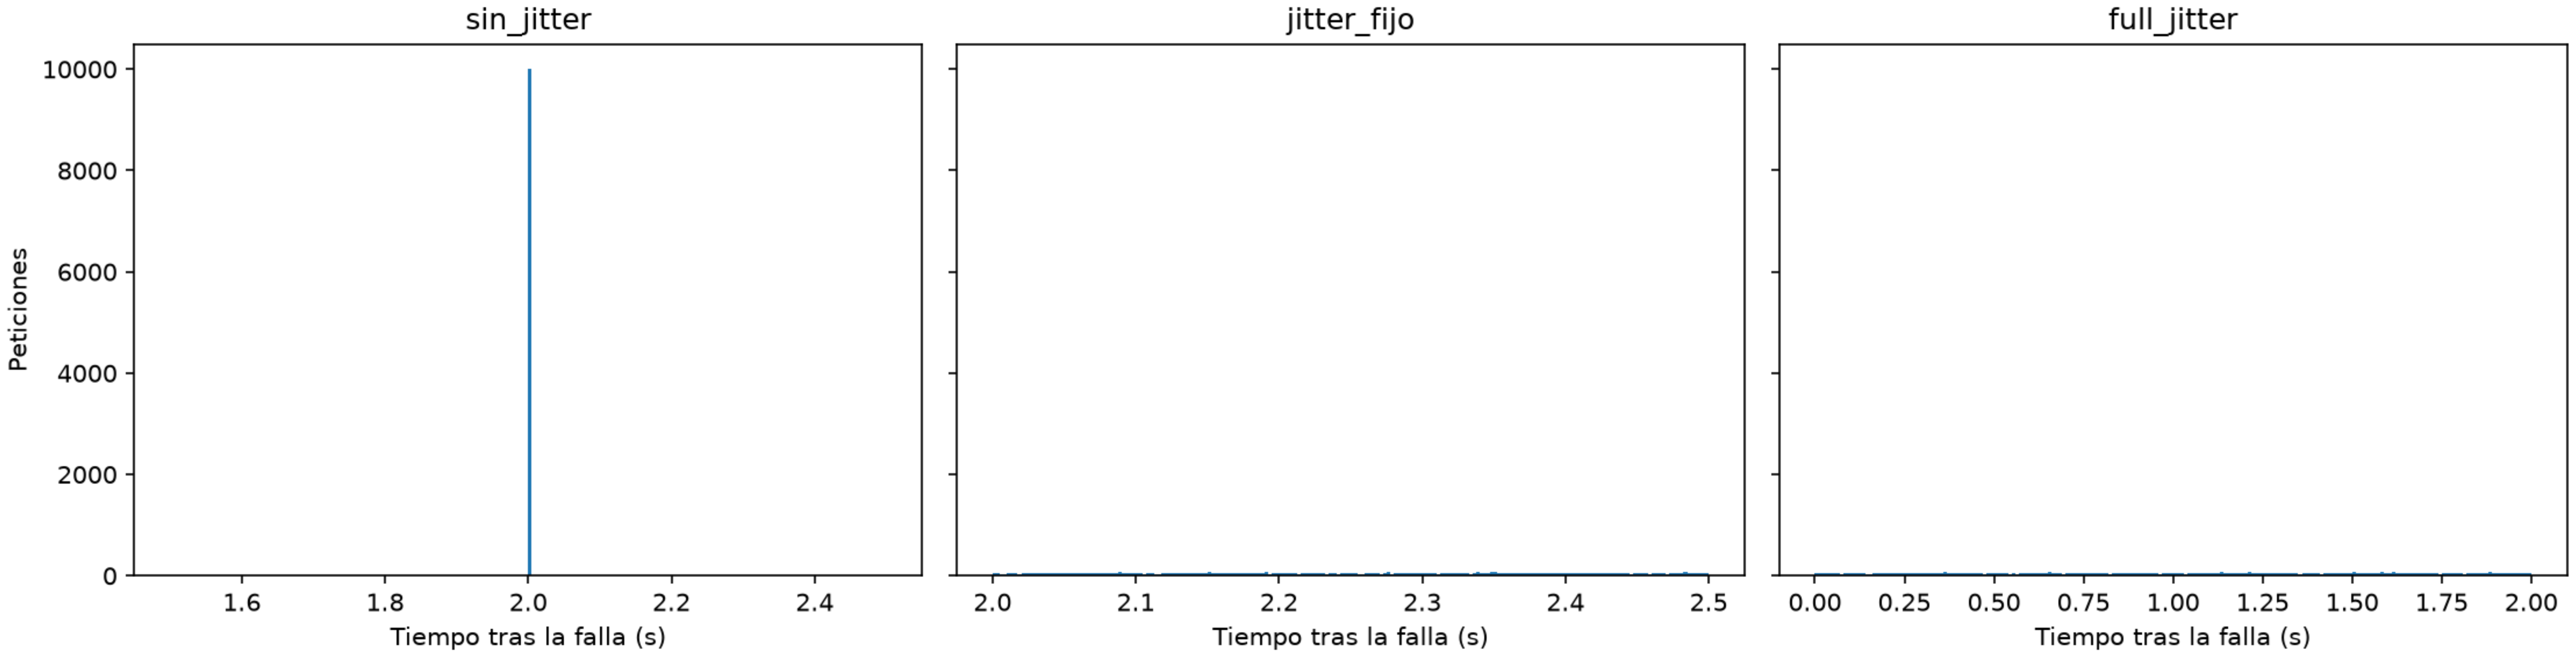 sin_jitter
jitter_fijo
full_jitter
Peticiones
10000
8000
6000
4000
2000
0
1.6 1.8 2.0 2.2 2.4
2.0 2.1 2.2 2.3 2.4 2.5
0.00 0.25 0.50 0.75 1.00 1.25 1.50 1.75 2.00
Tiempo tras la falla (s)
Tiempo tras la falla (s)
Tiempo tras la falla (s)